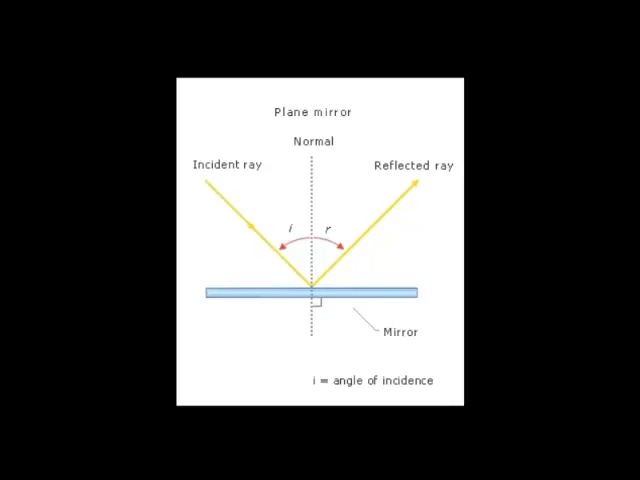 Plane mirror
Normal
Incident ray
Reflected ray
i
r
Mirror
i = angle of incidence